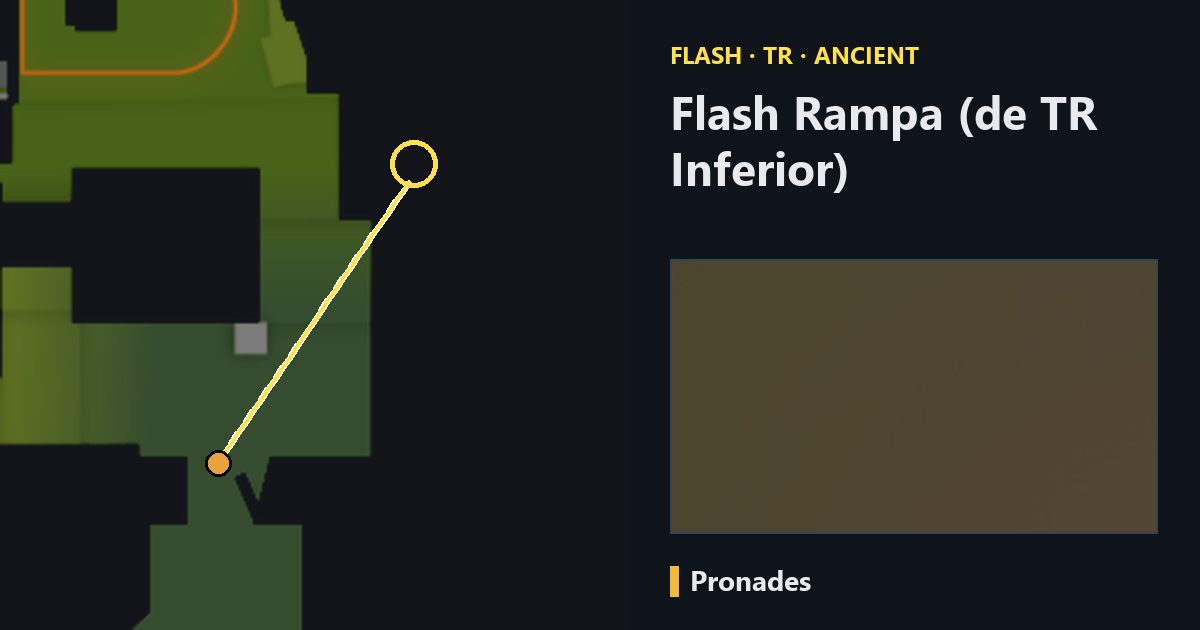 FLASH · TR · ANCIENT
Flash Rampa (de TR
Inferior)
Pronades